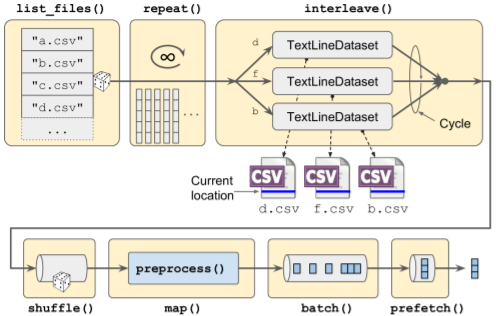 list_files()
repeat()
interleave()
"a.csv"
"b.csv"
"c.csv"
"d.csv"
...
∞
...
d
f
b
TextLineDataset
TextLineDataset
TextLineDataset
Cycle
Current
location
CSV
CSV
CSV
d.csv
f.csv
b.csv
preprocess()
shuffle()
map()
batch()
prefetch()